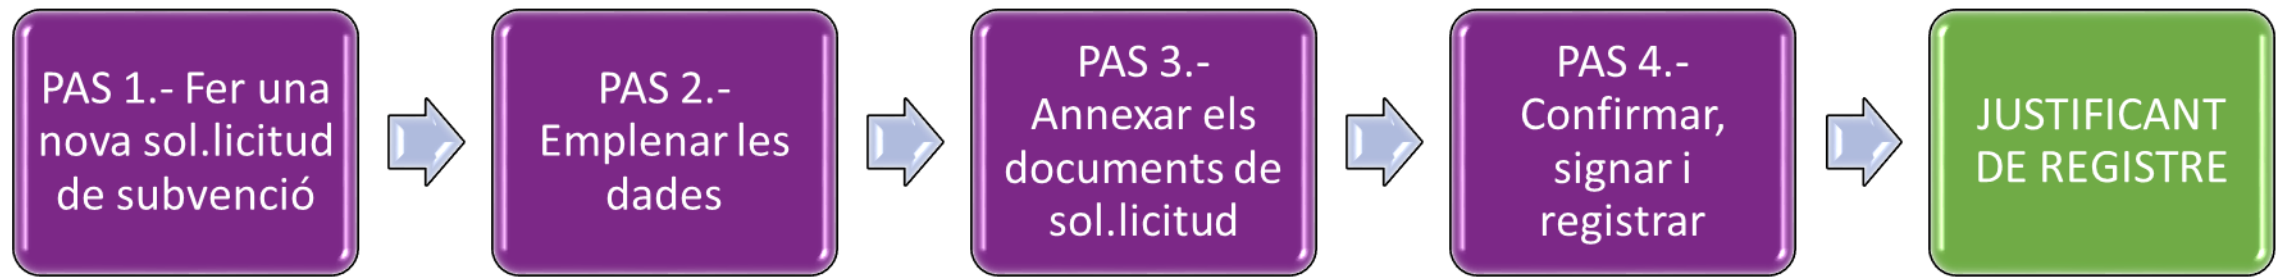 PAS 1.- Fer una
nova sol.licitud
de subvenció
PAS 2.-
Emplenar les
dades
PAS 3.-
Annexar els
documents de
sol.licitud
PAS 4.-
Confirmar,
signar i
registrar
JUSTIFICANT
DE REGISTRE